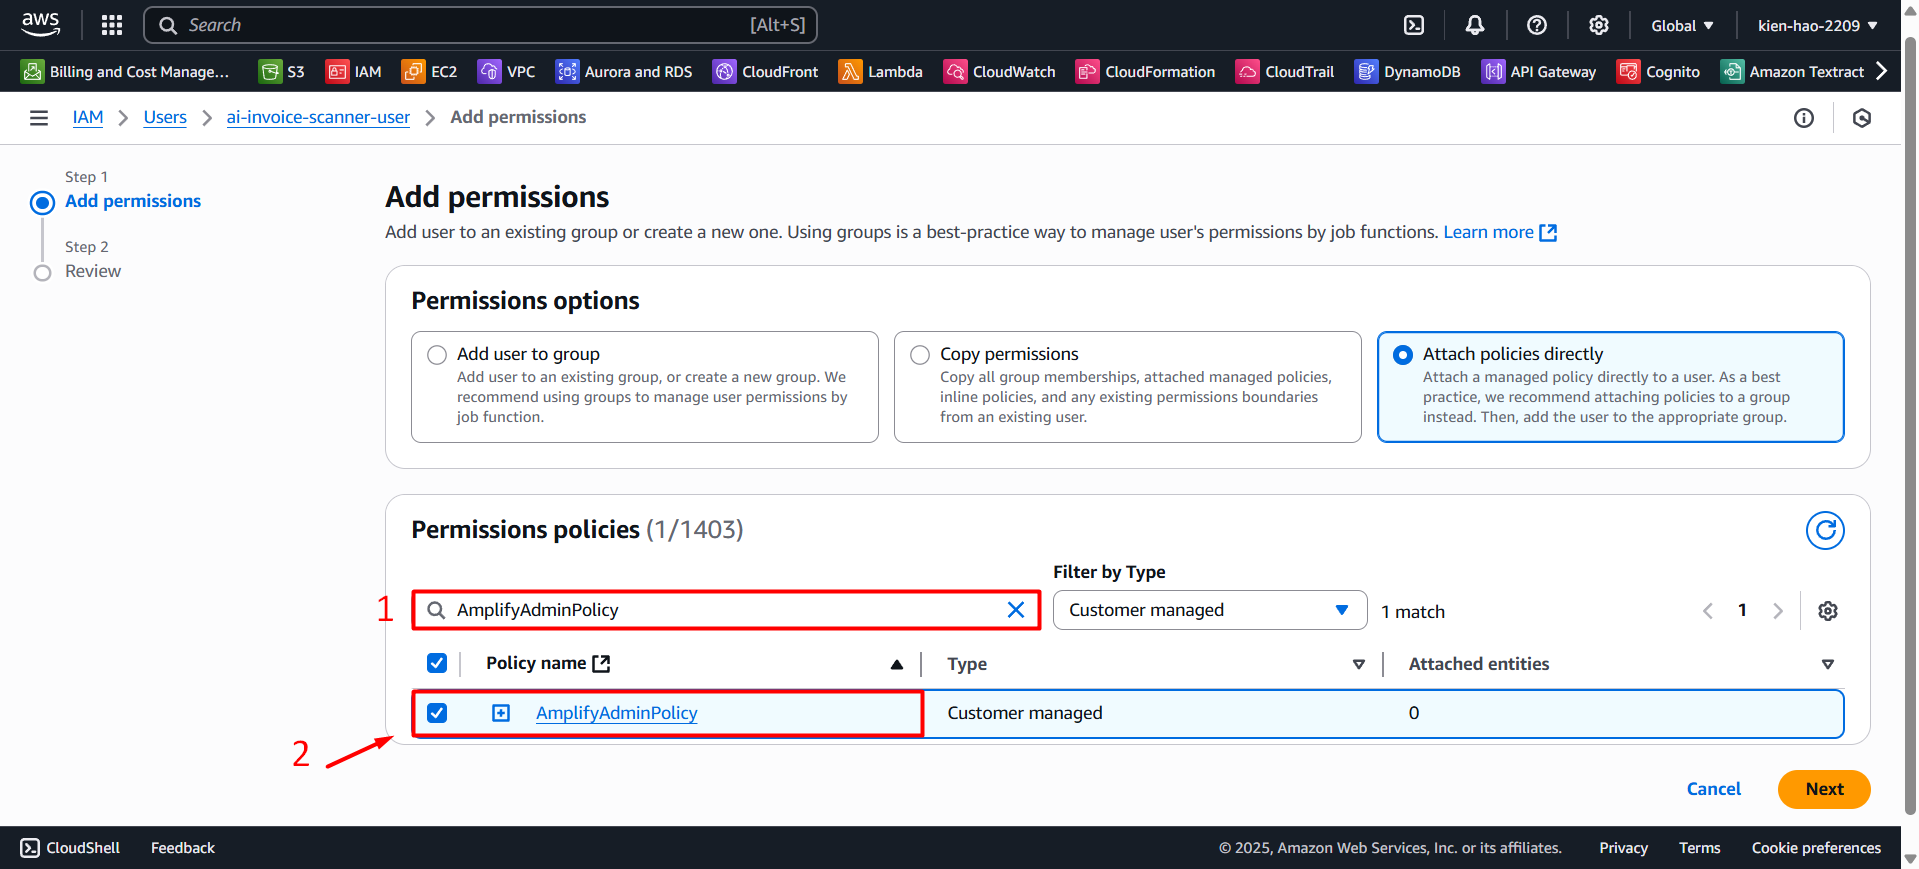 aws
Search [Alt+S] Global kien-hao-2209
Billing and Cost Manage... S3 IAM EC2 VPC Aurora and RDS CloudFront Lambda CloudWatch CloudFormation CloudTrail DynamoDB API Gateway Cognito Amazon Textract
IAM Users ai-invoice-scanner-user Add permissions
Step 1
Add permissions
Step 2
Review
Add permissions
Add user to an existing group or create a new one. Using groups is a best-practice way to manage user's permissions by job functions. Learn more
Permissions options
Add user to group
Add user to an existing group, or create a new group. We
recommend using groups to manage user permissions by
job function.
Copy permissions
Copy all group memberships, attached managed policies,
inline policies, and any existing permissions boundaries
from an existing user.
Attach policies directly
Attach a managed policy directly to a user. As a best
practice, we recommend attaching policies to a group
instead. Then, add the user to the appropriate group.
Permissions policies (1/1403)
Filter by Type
1 AmplifyAdminPolicy Customer managed 1 match 1
Policy name Type Attached entities
AmplifyAdminPolicy Customer managed 0
2
Cancel Next
CloudShell Feedback © 2025, Amazon Web Services, Inc. or its affiliates. Privacy Terms Cookie preferences